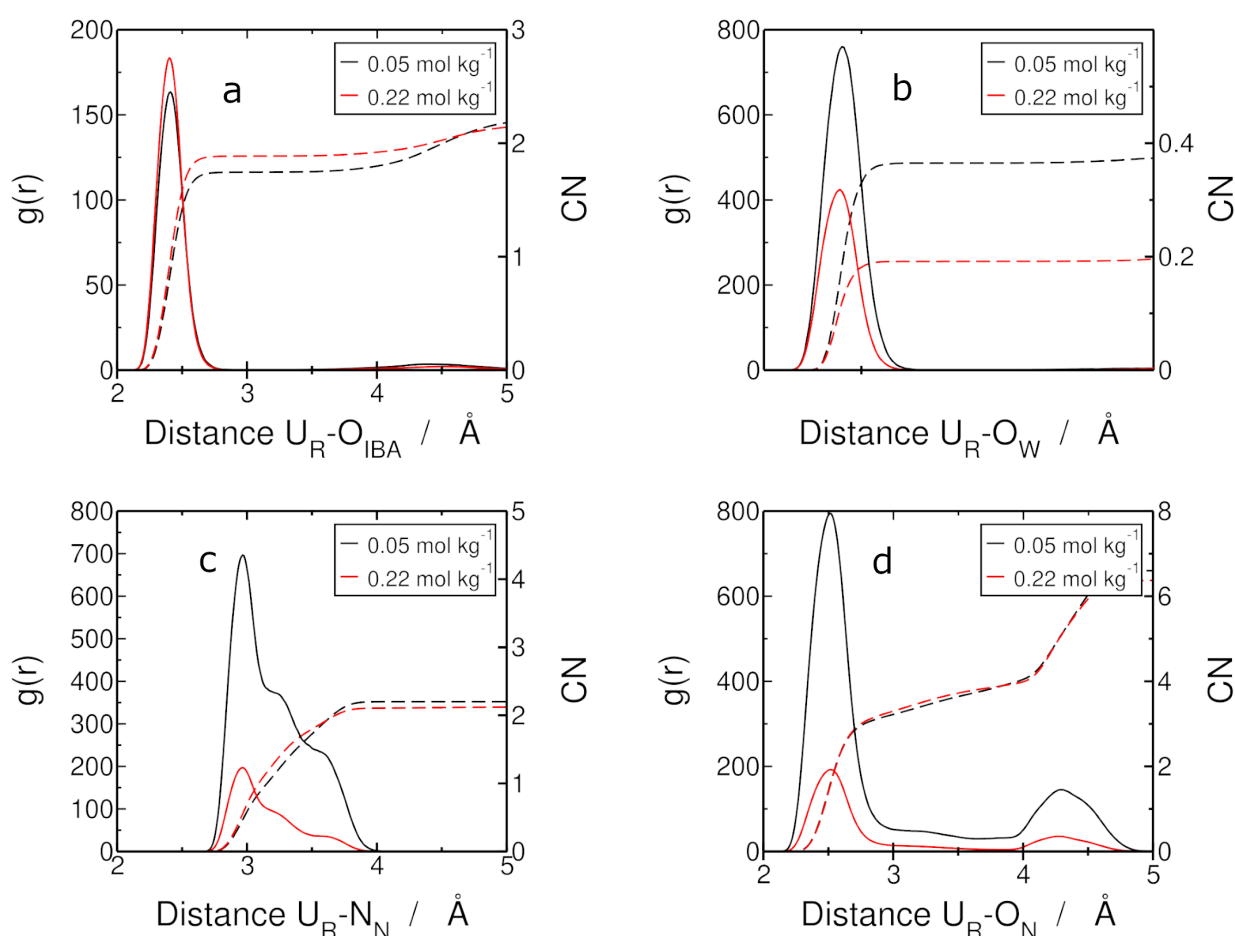 200
150
100
50
0
g(r)
3
2
1
0
CN
a
0.05 mol kg⁻¹
0.22 mol kg⁻¹
2 3 4 5
Distance U_R-O_IBA / Å
800
600
400
200
0
g(r)
0.4
0.2
0
CN
b
0.05 mol kg⁻¹
0.22 mol kg⁻¹
Distance U_R-O_W / Å
800
700
600
500
400
300
200
100
0
g(r)
5
4
3
2
1
0
CN
c
0.05 mol kg⁻¹
0.22 mol kg⁻¹
2 3 4 5
Distance U_R-N_N / Å
800
600
400
200
0
g(r)
8
6
4
2
0
CN
d
0.05 mol kg⁻¹
0.22 mol kg⁻¹
2 3 4 5
Distance U_R-O_N / Å